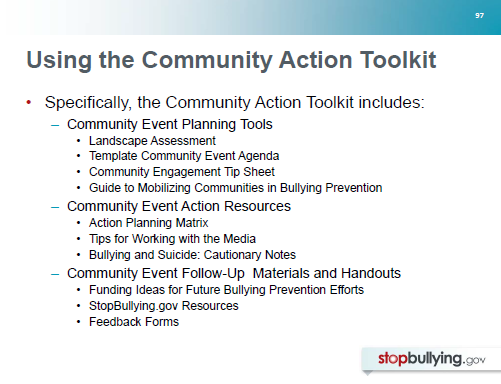 97
Using the Community Action Toolkit
• Specifically, the Community Action Toolkit includes:
– Community Event Planning Tools
• Landscape Assessment
• Template Community Event Agenda
• Community Engagement Tip Sheet
• Guide to Mobilizing Communities in Bullying Prevention
– Community Event Action Resources
• Action Planning Matrix
• Tips for Working with the Media
• Bullying and Suicide: Cautionary Notes
– Community Event Follow-Up  Materials and Handouts
• Funding Ideas for Future Bullying Prevention Efforts
• StopBullying.gov Resources
• Feedback Forms
stopbullying.gov